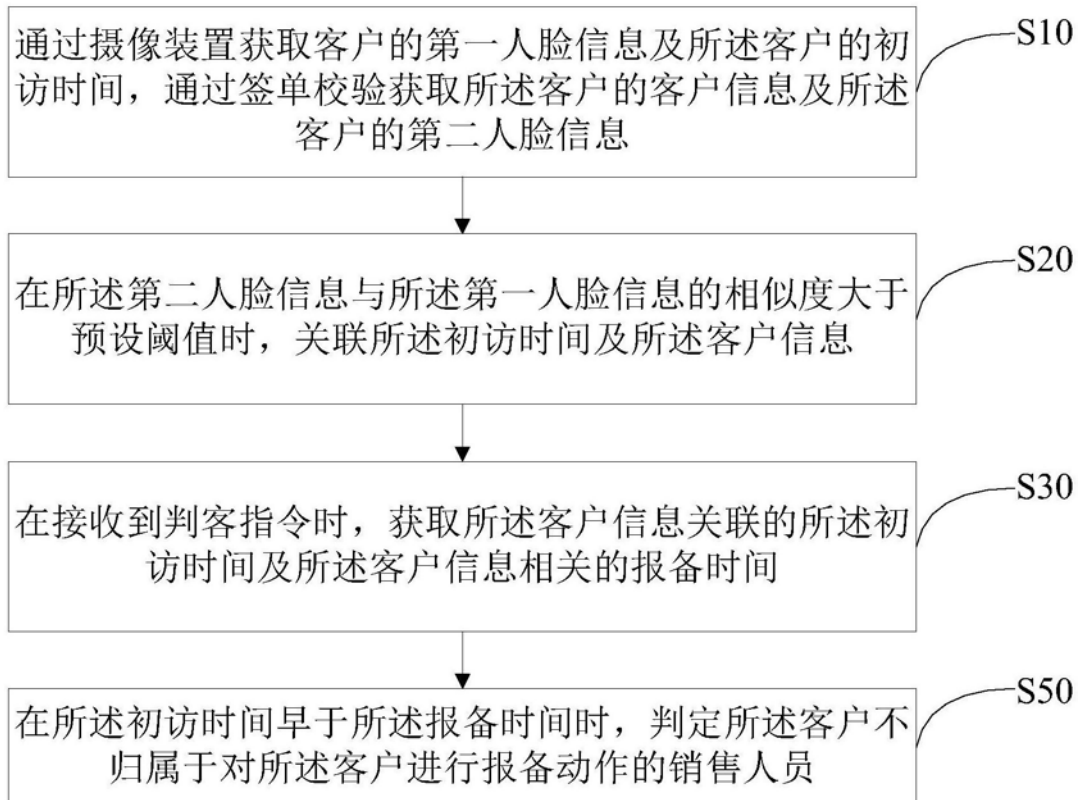 通过摄像装置获取客户的第一人脸信息及所述客户的初
访时间，通过签单校验获取所述客户的客户信息及所述
客户的第二人脸信息
S10
在所述第二人脸信息与所述第一人脸信息的相似度大于
预设阈值时，关联所述初访时间及所述客户信息
S20
在接收到判客指令时，获取所述客户信息关联的所述初
访时间及所述客户信息相关的报备时间
S30
在所述初访时间早于所述报备时间时，判定所述客户不
归属于对所述客户进行报备动作的销售人员
S50